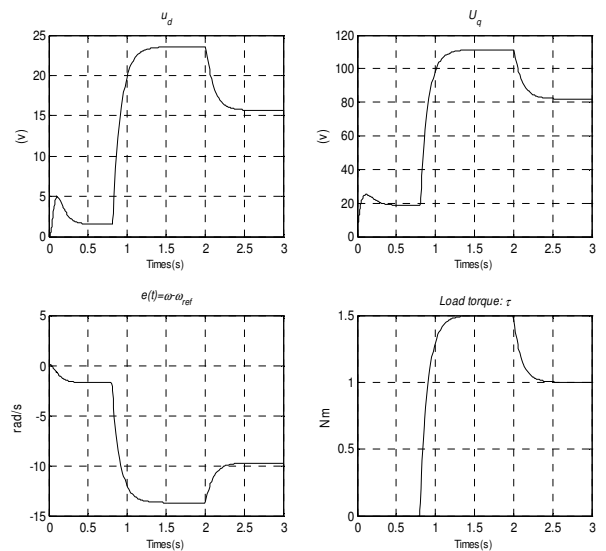 u_d
25
20
15
10
5
0
(v)
0 0.5 1 1.5 2 2.5 3
Times(s)
U_q
120
100
80
60
40
20
0
(v)
0 0.5 1 1.5 2 2.5 3
Times(s)
e(t)=ω-ω_ref
5
0
-5
-10
-15
rad/s
0 0.5 1 1.5 2 2.5 3
Times(s)
Load torque: τ
1.5
1
0.5
0
Nm
0 0.5 1 1.5 2 2.5 3
Times(s)